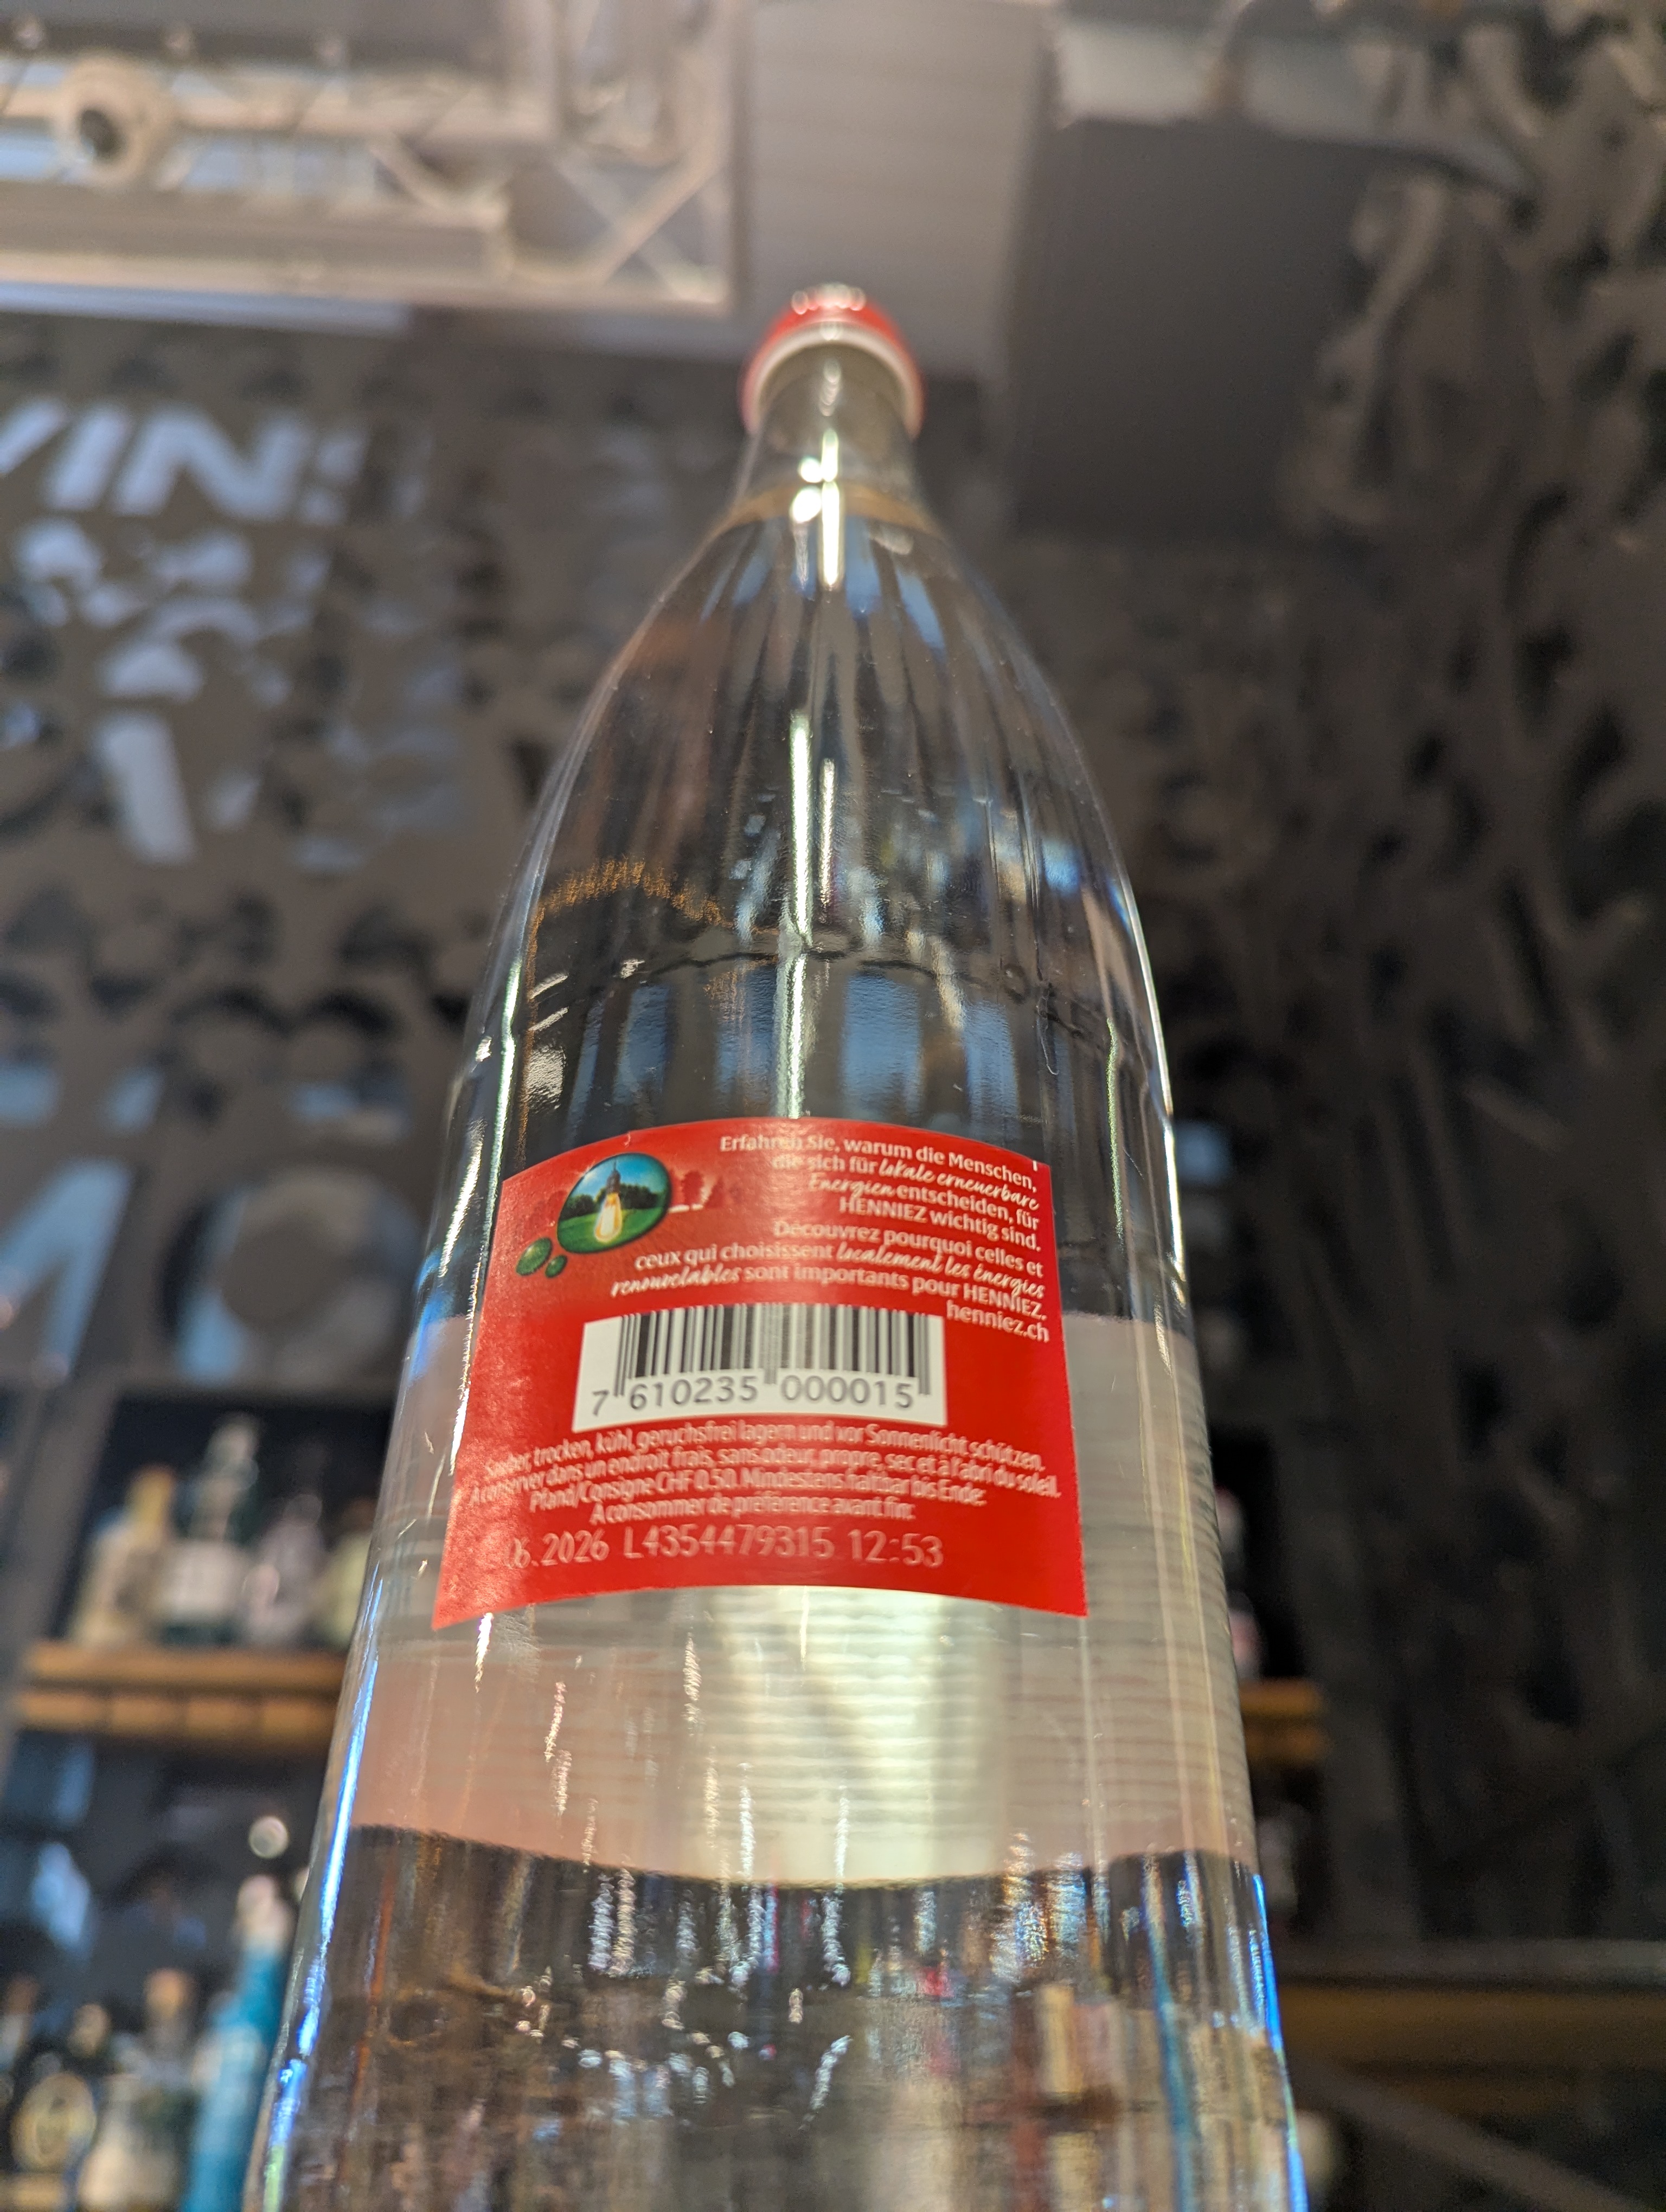 VIN!
Erfahren Sie, warum die Menschen,
die sich für lokale erneuerbare
Energien entscheiden, für
HENNIEZ wichtig sind.
Découvrez pourquoi celles et
ceux qui choisissent localement les énergies
renouvelables sont importants pour HENNIEZ.
henniez.ch
7 610235 000015
Sauber, trocken, kühl, geruchsfrei lagern und vor Sonnenlicht schützen.
A conserver dans un endroit frais, sans odeur, propre, sec et à l'abri du soleil.
Pfand/Consigne CHF 0.50. Mindestens haltbar bis Ende:
À consommer de préférence avant fin:
06.2026 L4354479315 12:53